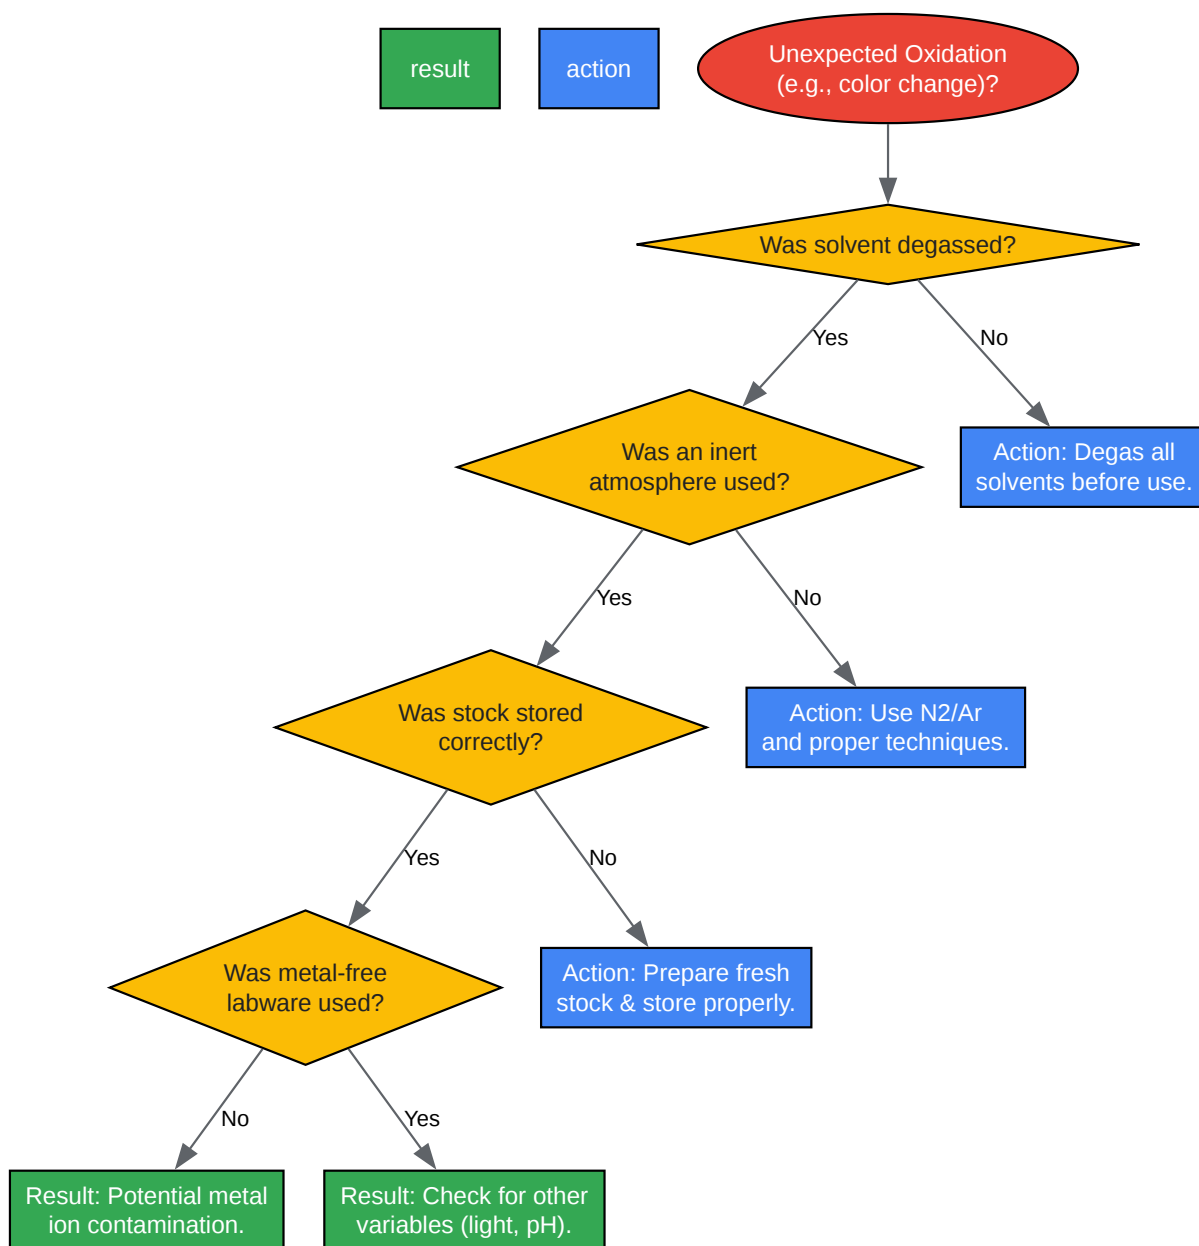 result
action
Unexpected Oxidation
(e.g., color change)?
Was solvent degassed?
Yes
No
Was an inert
atmosphere used?
Action: Degas all
solvents before use.
Yes
No
Was stock stored
correctly?
Action: Use N2/Ar
and proper techniques.
Yes
No
Was metal-free
labware used?
Action: Prepare fresh
stock & store properly.
No
Yes
Result: Potential metal
ion contamination.
Result: Check for other
variables (light, pH).